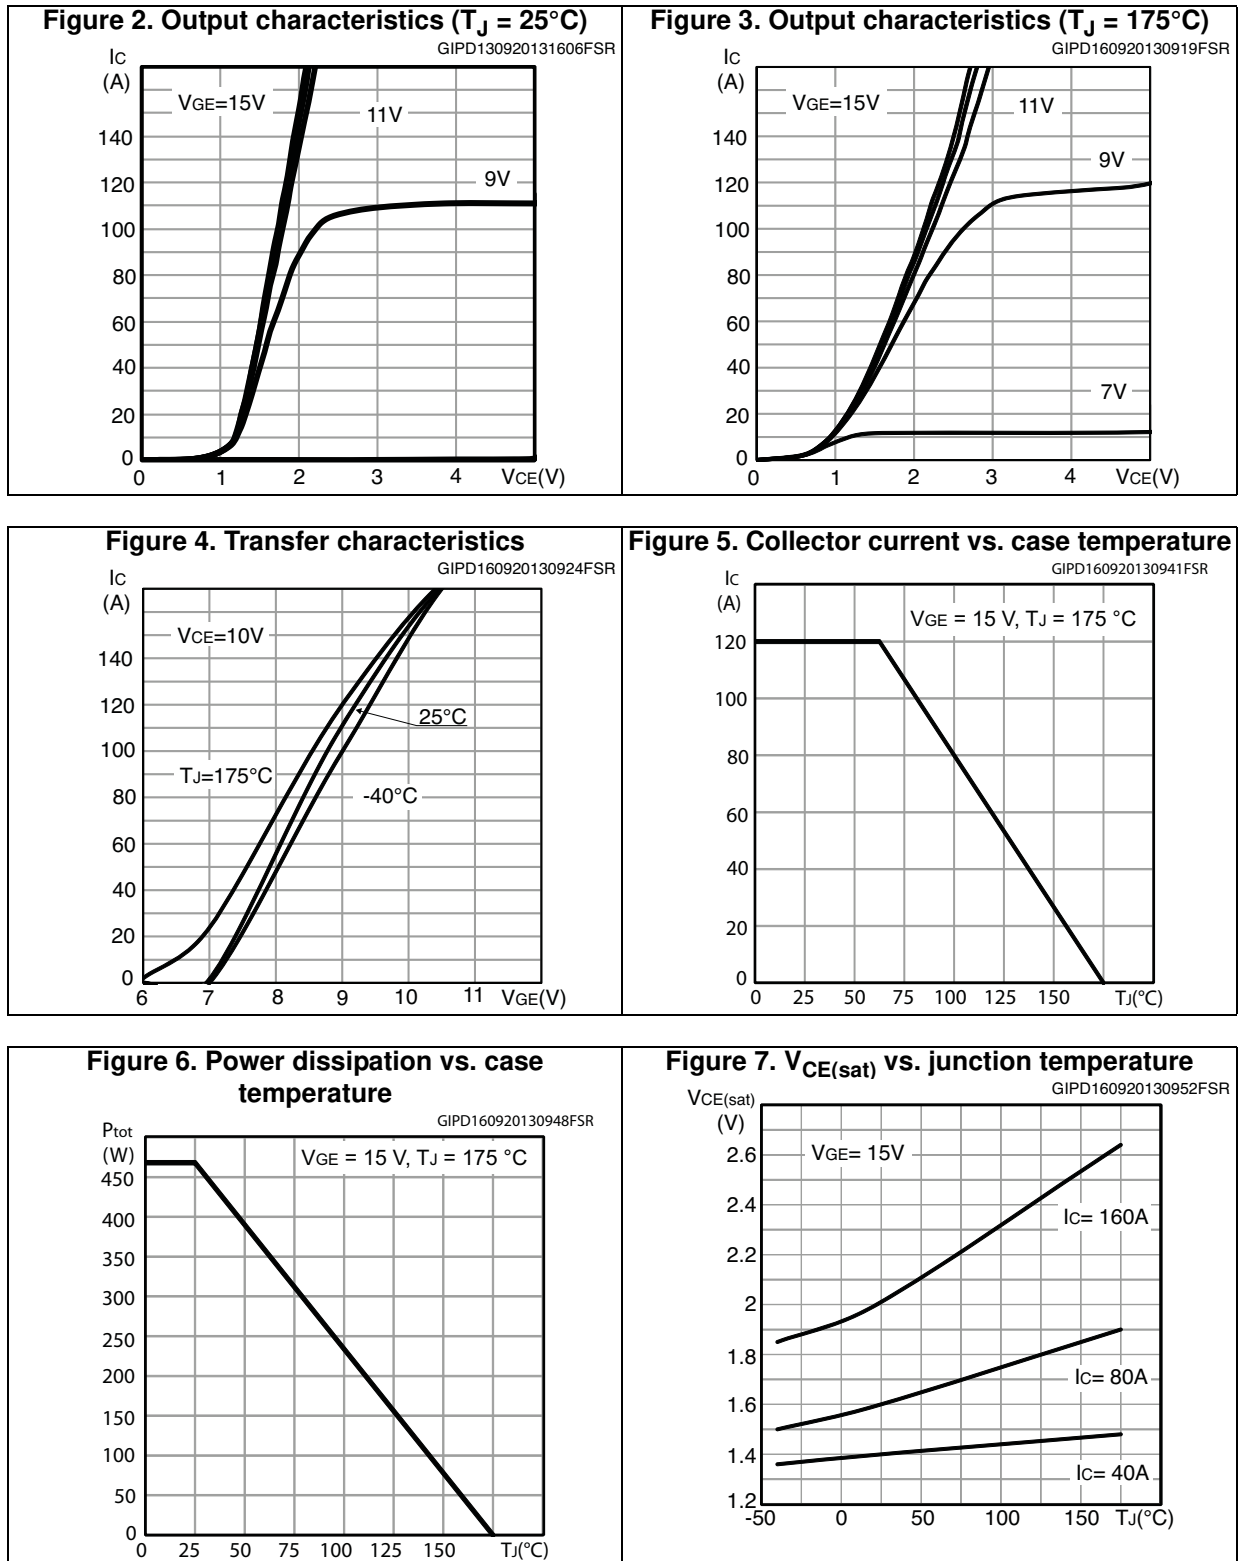 Figure 2. Output characteristics (TJ = 25°C)
GIPD130920131606FSR
IC
(A)
VGE=15V
11V
140
9V
120
100
80
60
40
20
0
0 1 2 3 4 VCE(V)
Figure 3. Output characteristics (TJ = 175°C)
GIPD160920130919FSR
IC
(A)
VGE=15V
11V
140
9V
120
100
80
60
40
7V
20
0
0 1 2 3 4 VCE(V)
Figure 4. Transfer characteristics
GIPD160920130924FSR
IC
(A)
VCE=10V
140
120
25°C
100
TJ=175°C
80
-40°C
60
40
20
0
6 7 8 9 10 11 VGE(V)
Figure 5. Collector current vs. case temperature
GIPD160920130941FSR
IC
(A)
VGE = 15 V, TJ = 175 °C
120
100
80
60
40
20
0
0 25 50 75 100 125 150 TJ(°C)
Figure 6. Power dissipation vs. case
temperature
GIPD160920130948FSR
Ptot
(W)
VGE = 15 V, TJ = 175 °C
450
400
350
300
250
200
150
100
50
0
0 25 50 75 100 125 150 TJ(°C)
Figure 7. VCE(sat) vs. junction temperature
GIPD160920130952FSR
VCE(sat)
(V)
VGE= 15V
2.6
2.4
IC= 160A
2.2
2
1.8
IC= 80A
1.6
1.4
IC= 40A
1.2
-50 0 50 100 150 TJ(°C)